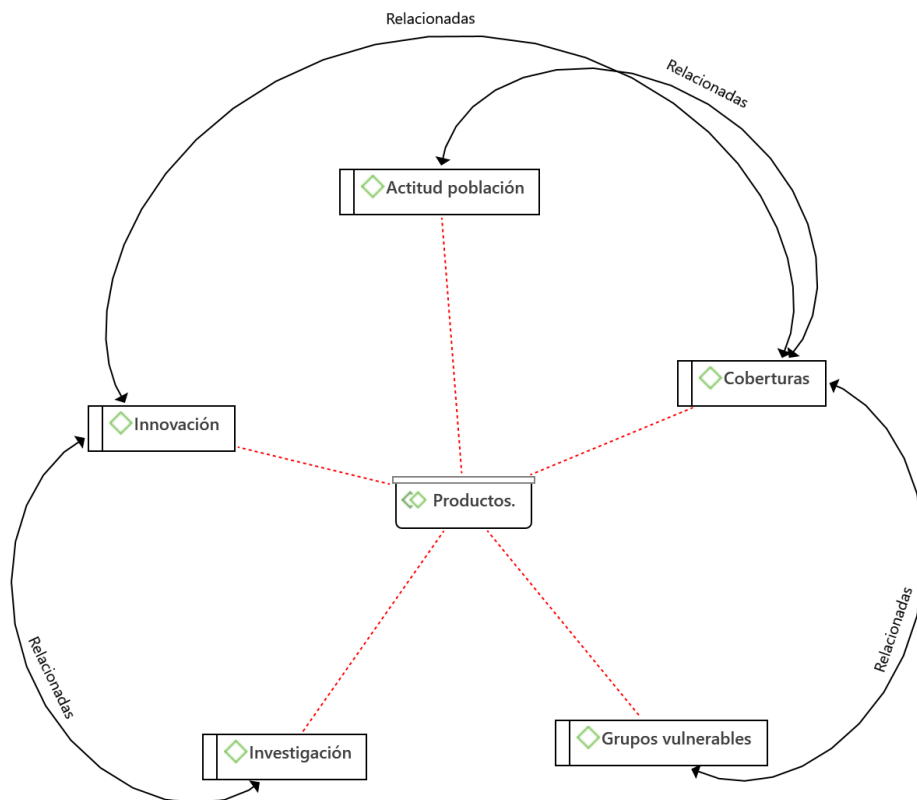 Relacionadas
Relacionadas
Actitud población
Coberturas
Innovación
Productos.
Relacionadas
Relacionadas
Investigación
Grupos vulnerables